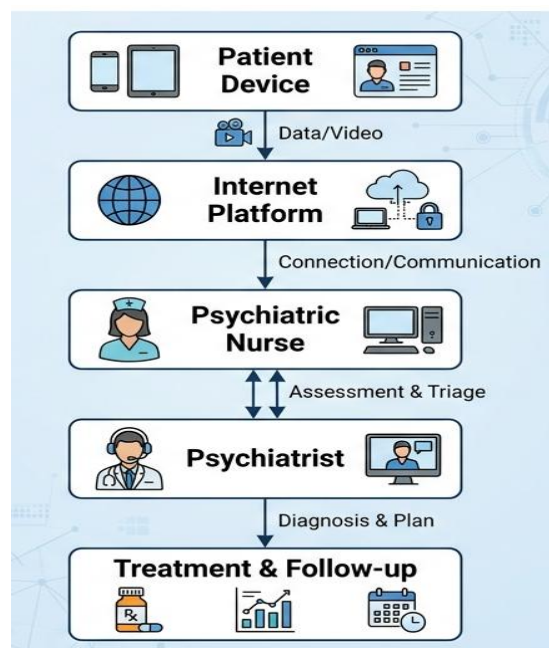 Patient
Device
Data/Video
Internet
Platform
Connection/Communication
Psychiatric
Nurse
Assessment & Triage
Psychiatrist
Diagnosis & Plan
Treatment & Follow-up
Rx